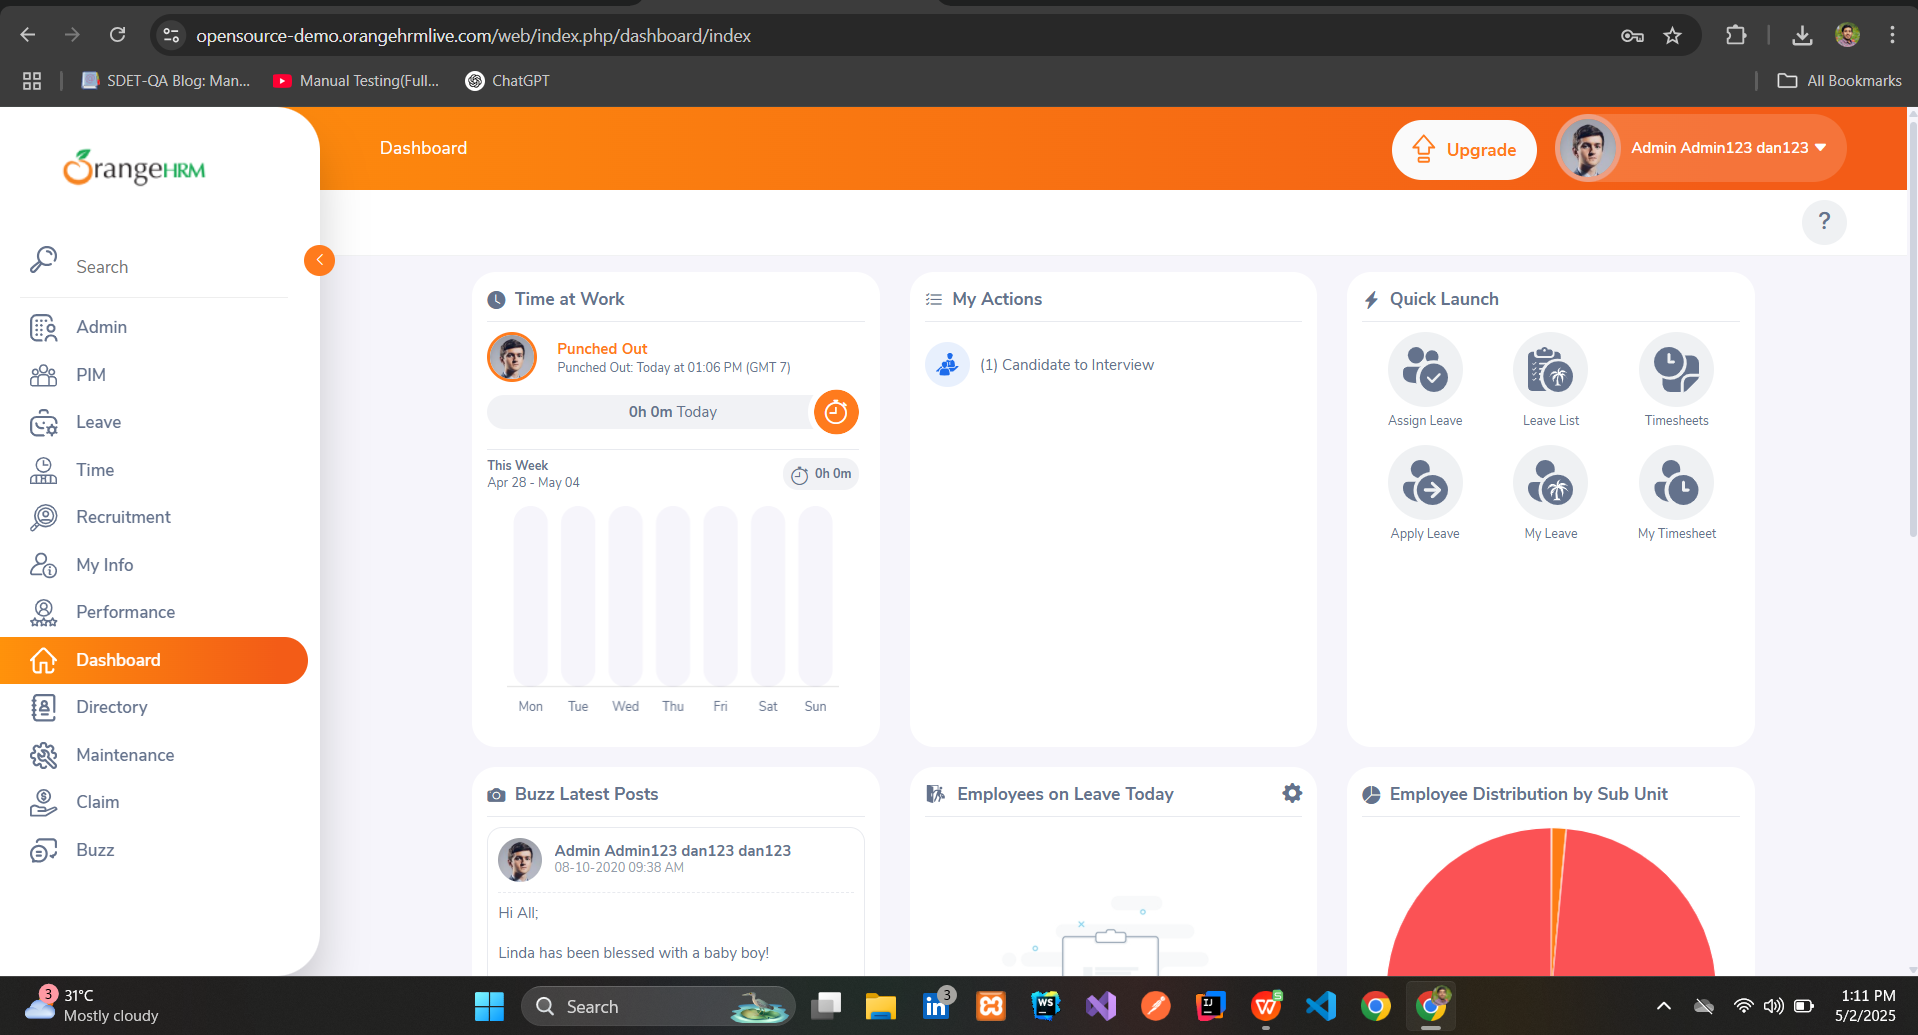 opensource-demo.orangehrmlive.com/web/index.php/dashboard/index
SDET-QA Blog: Man...
Manual Testing(Full...
ChatGPT
All Bookmarks
OrangeHRM
Dashboard
Upgrade
Admin Admin123 dan123
?
Search
Admin
PIM
Leave
Time
Recruitment
My Info
Performance
Dashboard
Directory
Maintenance
Claim
Buzz
Time at Work
Punched Out
Punched Out: Today at 01:06 PM (GMT 7)
0h 0m Today
This Week
Apr 28 - May 04
0h 0m
Mon Tue Wed Thu Fri Sat Sun
My Actions
(1) Candidate to Interview
Quick Launch
Assign Leave
Leave List
Timesheets
Apply Leave
My Leave
My Timesheet
Buzz Latest Posts
Admin Admin123 dan123 dan123
08-10-2020 09:38 AM
Hi All;
Linda has been blessed with a baby boy!
Employees on Leave Today
Employee Distribution by Sub Unit
3
31°C
Mostly cloudy
Search
3
WS
IJ
1:11 PM
5/2/2025